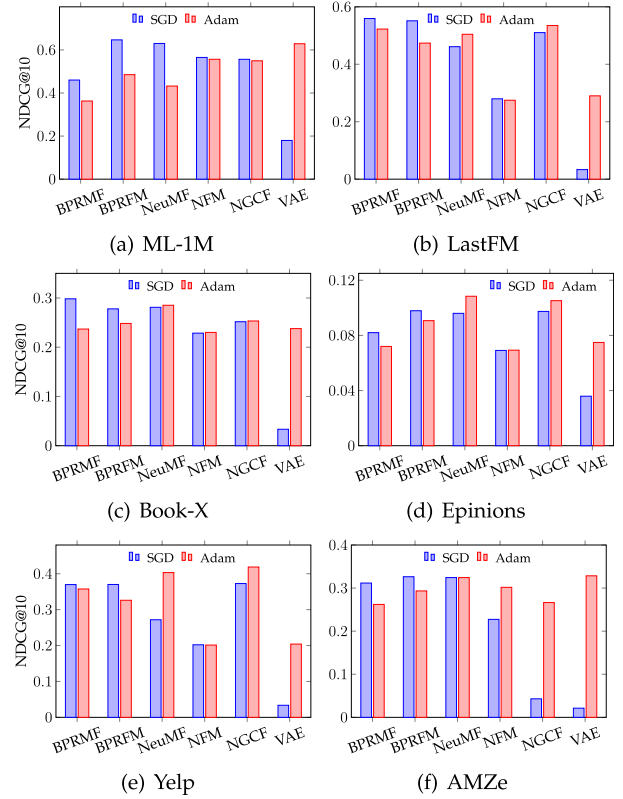 SGD Adam
NDCG@10
0.6
0.4
0.2
0
BPRMF BPRFM NeuMF NFM NGCF VAE
(a) ML-1M
SGD Adam
0.6
0.4
0.2
0
BPRMF BPRFM NeuMF NFM NGCF VAE
(b) LastFM
SGD Adam
NDCG@10
0.3
0.2
0.1
0
BPRMF BPRFM NeuMF NFM NGCF VAE
(c) Book-X
SGD Adam
0.12
0.08
0.04
0
BPRMF BPRFM NeuMF NFM NGCF VAE
(d) Epinions
SGD Adam
NDCG@10
0.4
0.3
0.2
0.1
0
BPRMF BPRFM NeuMF NFM NGCF VAE
(e) Yelp
SGD Adam
0.4
0.3
0.2
0.1
0
BPRMF BPRFM NeuMF NFM NGCF VAE
(f) AMZe